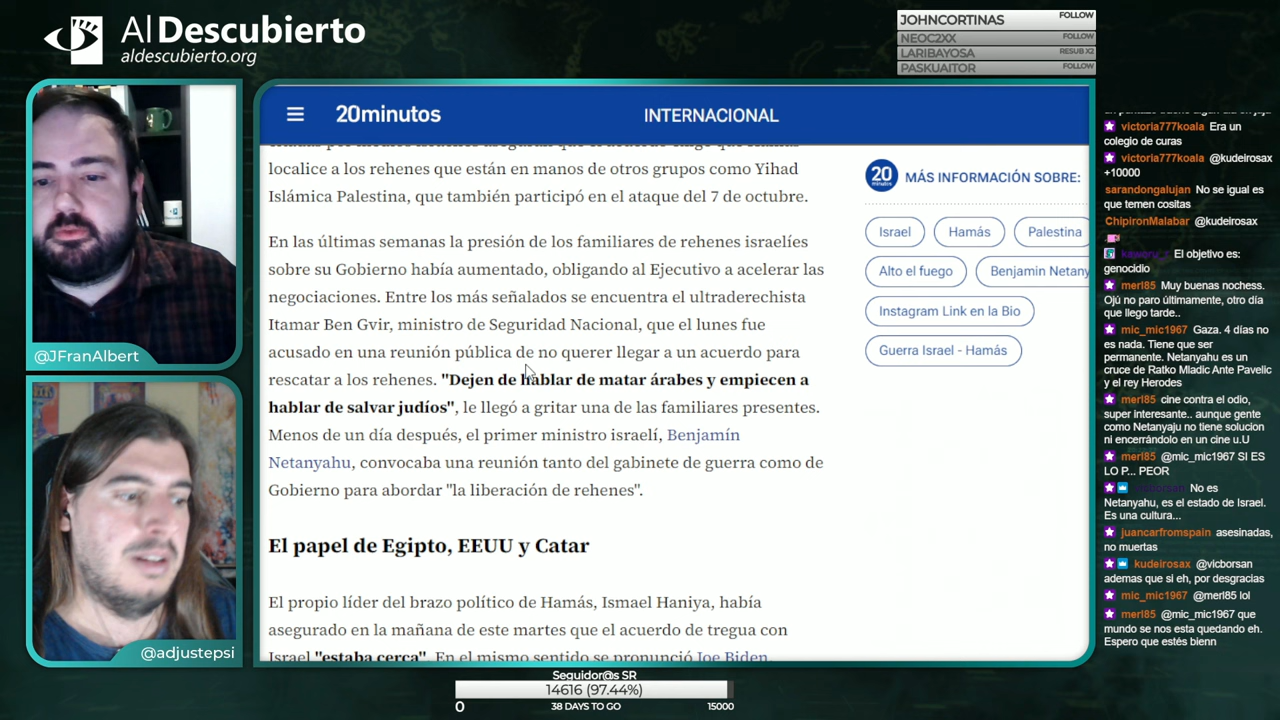 Al Descubierto
aldescubierto.org
JOHNCORTINAS FOLLOW
NEOC2XX FOLLOW
LARIBAYOSA RESUB X2
PASKUAITOR FOLLOW
@JFranAlbert
@adjustepsi
20minutos
INTERNACIONAL
localice a los rehenes que están en manos de otros grupos como Yihad
Islámica Palestina, que también participó en el ataque del 7 de octubre.
En las últimas semanas la presión de los familiares de rehenes israelíes
sobre su Gobierno había aumentado, obligando al Ejecutivo a acelerar las
negociaciones. Entre los más señalados se encuentra el ultraderechista
Itamar Ben Gvir, ministro de Seguridad Nacional, que el lunes fue
acusado en una reunión pública de no querer llegar a un acuerdo para
rescatar a los rehenes. "Dejen de hablar de matar árabes y empiecen a
hablar de salvar judíos", le llegó a gritar una de las familiares presentes.
Menos de un día después, el primer ministro israelí, Benjamín
Netanyahu, convocaba una reunión tanto del gabinete de guerra como de
Gobierno para abordar "la liberación de rehenes".
El papel de Egipto, EEUU y Catar
El propio líder del brazo político de Hamás, Ismael Haniya, había
asegurado en la mañana de este martes que el acuerdo de tregua con
Israel "estaba cerca". En el mismo sentido se pronunció Joe Biden,
20
minutos
MÁS INFORMACIÓN SOBRE:
Israel
Hamás
Palestina
Alto el fuego
Benjamin Netany
Instagram Link en la Bio
Guerra Israel - Hamás
victoria777koala Era un
colegio de curas
victoria777koala @kudeirosax
+10000
sarandongalujan No se igual es
que temen cositas
ChipironMalabar @kudeirosax
El objetivo es:
genocidio
merl85 Muy buenas nochess.
Ojú no paro últimamente, otro día
que llego tarde..
mic_mic1967 Gaza. 4 días no
es nada. Tiene que ser
permanente. Netanyahu es un
cruce de Ratko Mladic Ante Pavelic
y el rey Herodes
merl85 cine contra el odio,
super interesante.. aunque gente
como Netanyaju no tiene solucion
ni encerrándolo en un cine u.U
merl85 @mic_mic1967 SI ES
LO P... PEOR
No es
Netanyahu, es el estado de Israel.
Es una cultura...
juancarfromspain asesinadas,
no muertas
kudeirosax @vicborsan
ademas que si eh, por desgracias
mic_mic1967 @merl85 lol
merl85 @mic_mic1967 que
mundo se nos esta quedando eh.
Espero que estés bienn
Seguidor@s SR
14616 (97.44%)
0 38 DAYS TO GO 15000